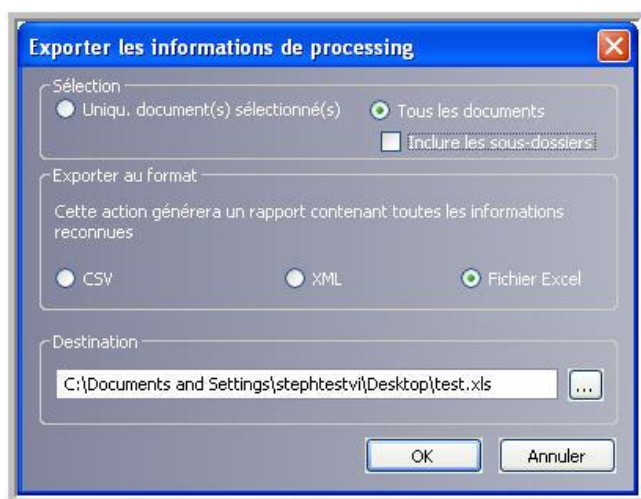 Exporter les informations de processing
Sélection
Uniqu. document(s) sélectionné(s)
Tous les documents
Inclure les sous-dossiers
Exporter au format
Cette action générera un rapport contenant toutes les informations
reconnues
CSV
XML
Fichier Excel
Destination
C:\Documents and Settings\stephtestvi\Desktop\test.xls
...
OK
Annuler